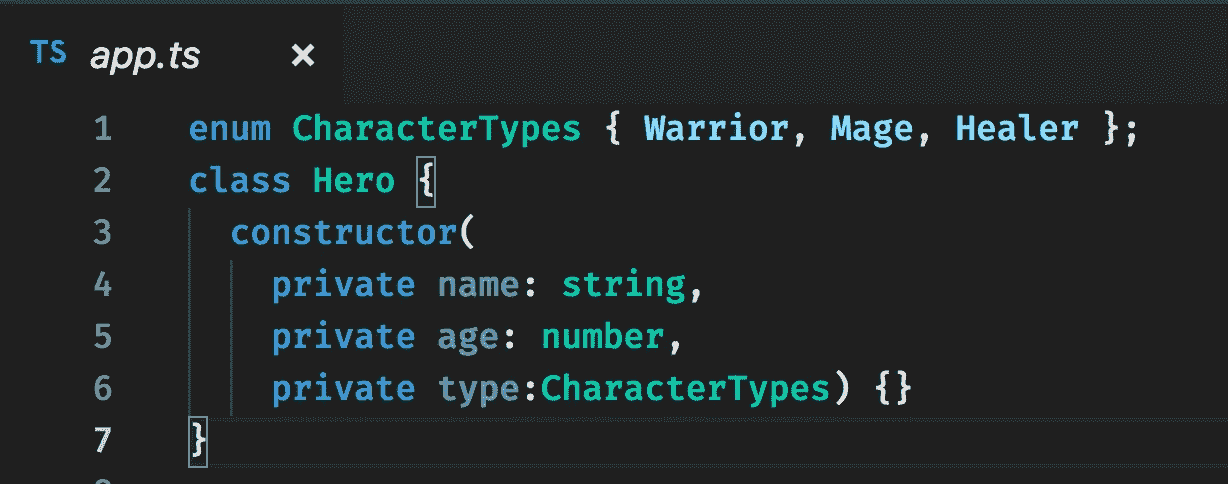 TS app.ts ×
1 enum CharacterTypes { Warrior, Mage, Healer };
2 class Hero {
3   constructor(
4     private name: string,
5     private age: number,
6     private type:CharacterTypes) {}
7 }